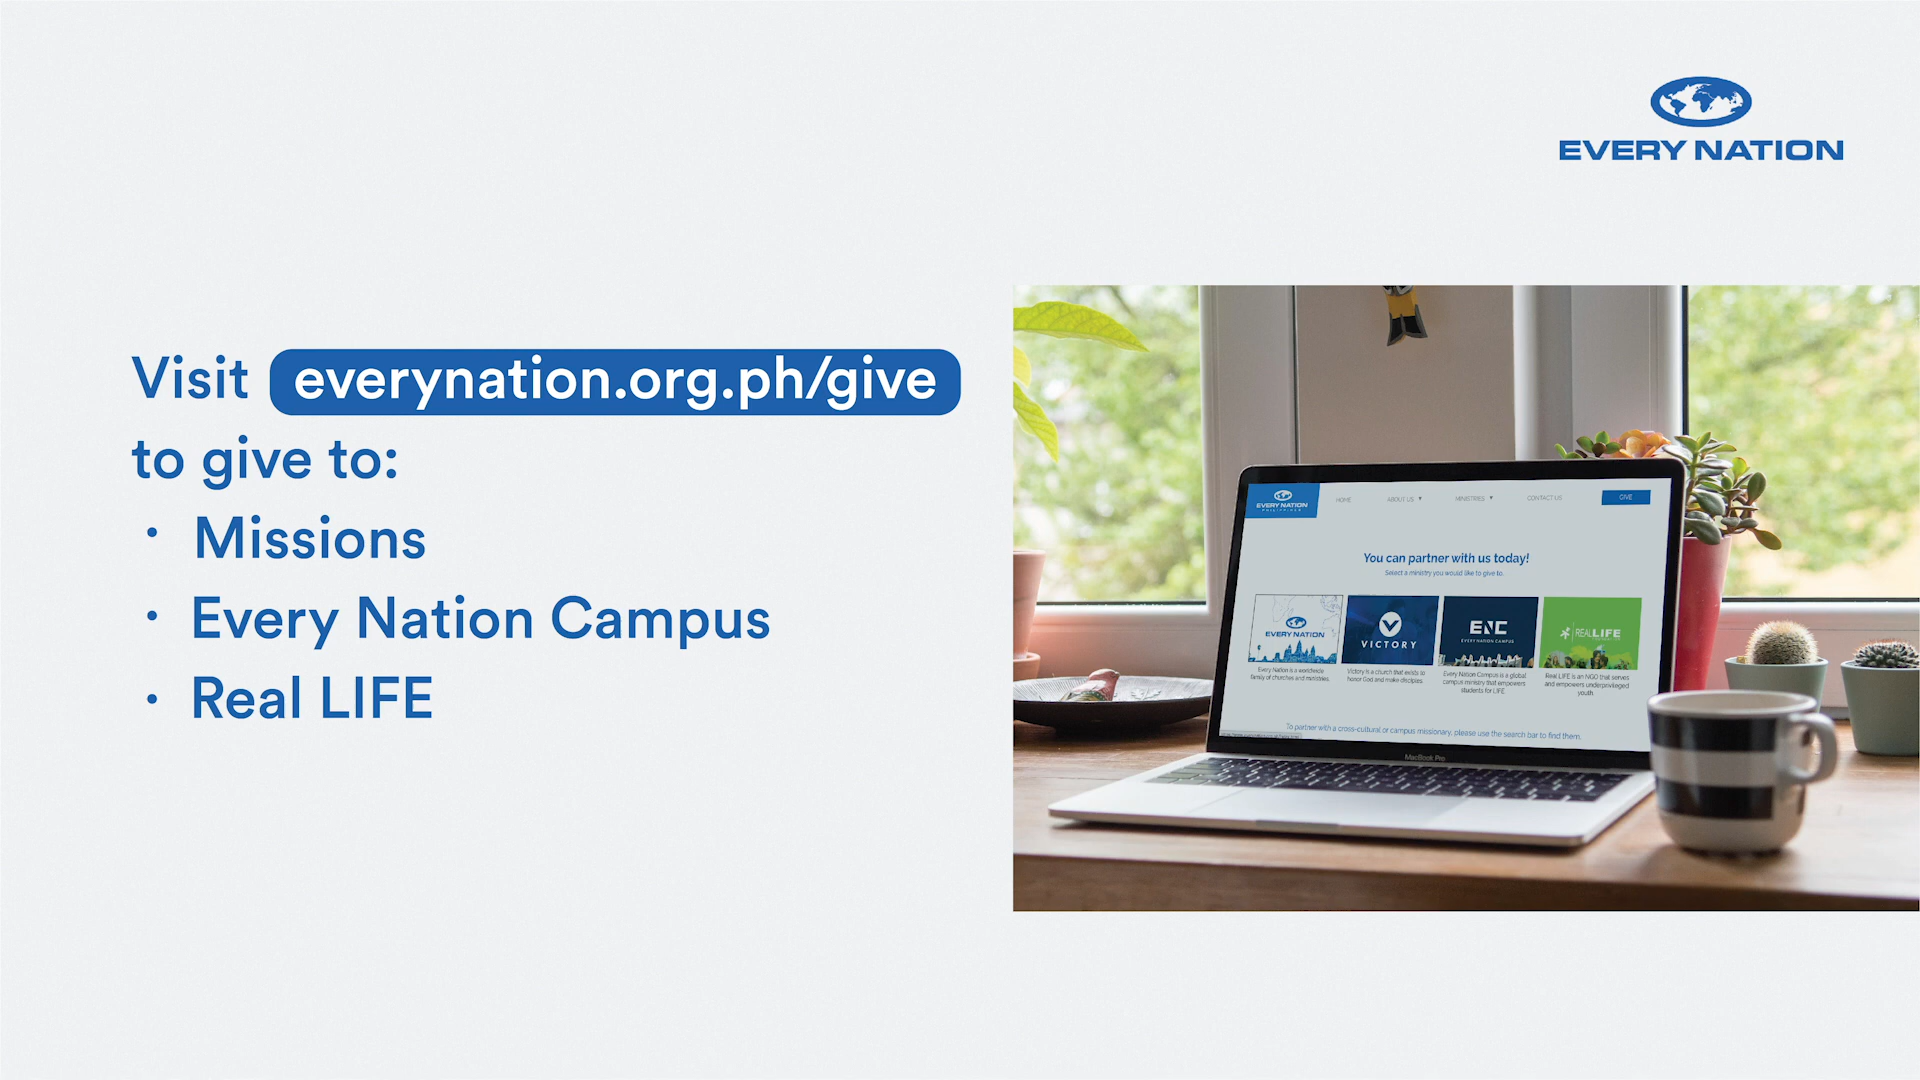 EVERY NATION
Visit everynation.org.ph/give
to give to:
• Missions
• Every Nation Campus
• Real LIFE
EVERY NATION
PHILIPPINES
HOME
ABOUT US ▼
MINISTRIES ▼
CONTACT US
GIVE
You can partner with us today!
Select a ministry you would like to give to.
EVERY NATION
VICTORY
ENC
EVERY NATION CAMPUS
REAL LIFE
Every Nation is a worldwide
family of churches and ministries.
Victory is a church that exists to
honor God and make disciples.
Every Nation Campus is a global
campus ministry that empowers
students for LIFE.
Real LIFE is an NGO that serves
and empowers underprivileged
youth.
To partner with a cross-cultural or campus missionary, please use the search bar to find them.
MacBook Pro